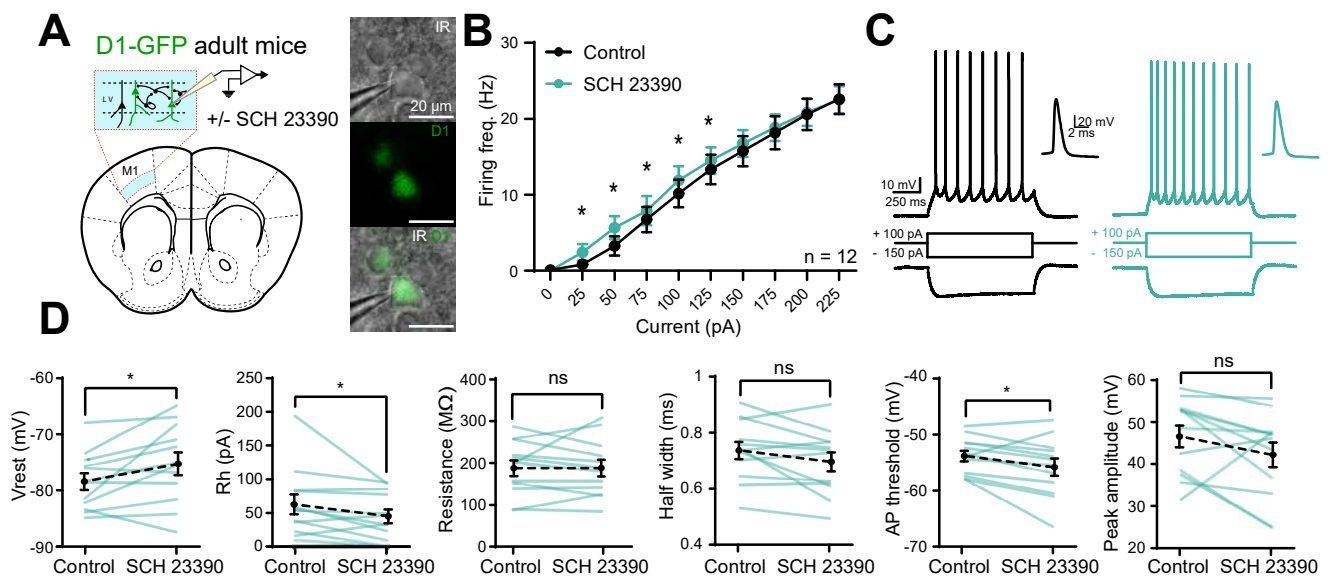 A
D1-GFP adult mice
L V
+/- SCH 23390
M1
IR
20 µm
D1
IR D1
B
Firing freq. (Hz)
30
20
10
0
Control
SCH 23390
*
*
*
*
*
n = 12
0
25
50
75
100
125
150
175
200
225
Current (pA)
C
20 mV
2 ms
10 mV
250 ms
+ 100 pA
- 150 pA
+ 100 pA
- 150 pA
D
Vrest (mV)
-60
-70
-80
-90
*
Control SCH 23390
Rh (pA)
250
200
150
100
50
0
*
Control SCH 23390
Resistance (MΩ)
400
300
200
100
0
ns
Control SCH 23390
Half width (ms)
1
0.8
0.6
0.4
ns
Control SCH 23390
AP threshold (mV)
-40
-50
-60
-70
*
Control SCH 23390
Peak amplitude (mV)
60
50
40
30
20
ns
Control SCH 23390